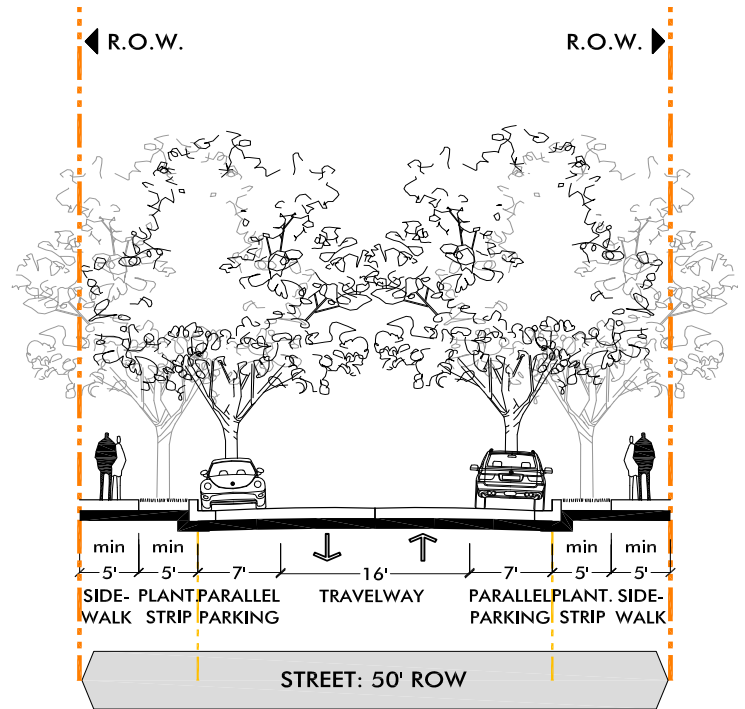 R.O.W. R.O.W.
min min min min
5' 5' 7' 16' 7' 5' 5'
SIDE- PLANT. PARALLEL TRAVELWAY PARALLEL PLANT. SIDE-
WALK STRIP PARKING PARKING STRIP WALK
STREET: 50' ROW